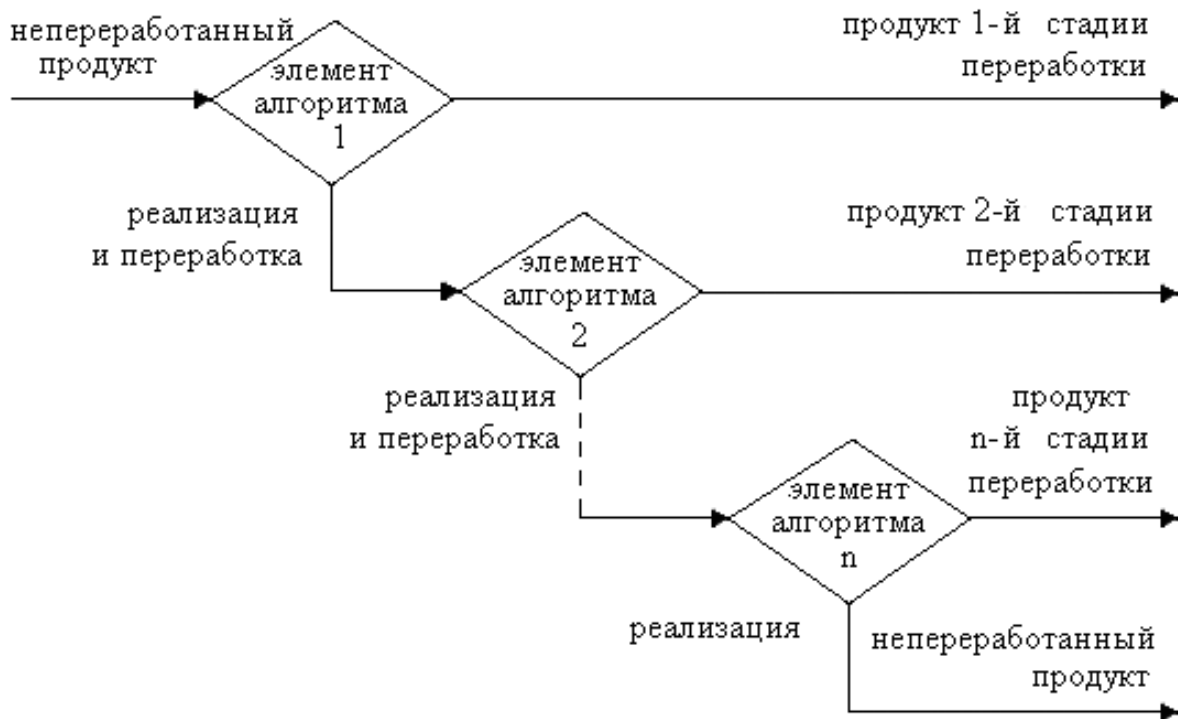 непереработанный
продукт
элемент
алгоритма
1
продукт 1-й стадии
переработки
реализация
и переработка
элемент
алгоритма
2
продукт 2-й стадии
переработки
реализация
и переработка
элемент
алгоритма
n
продукт
n-й стадии
переработки
реализация
непереработанный
продукт